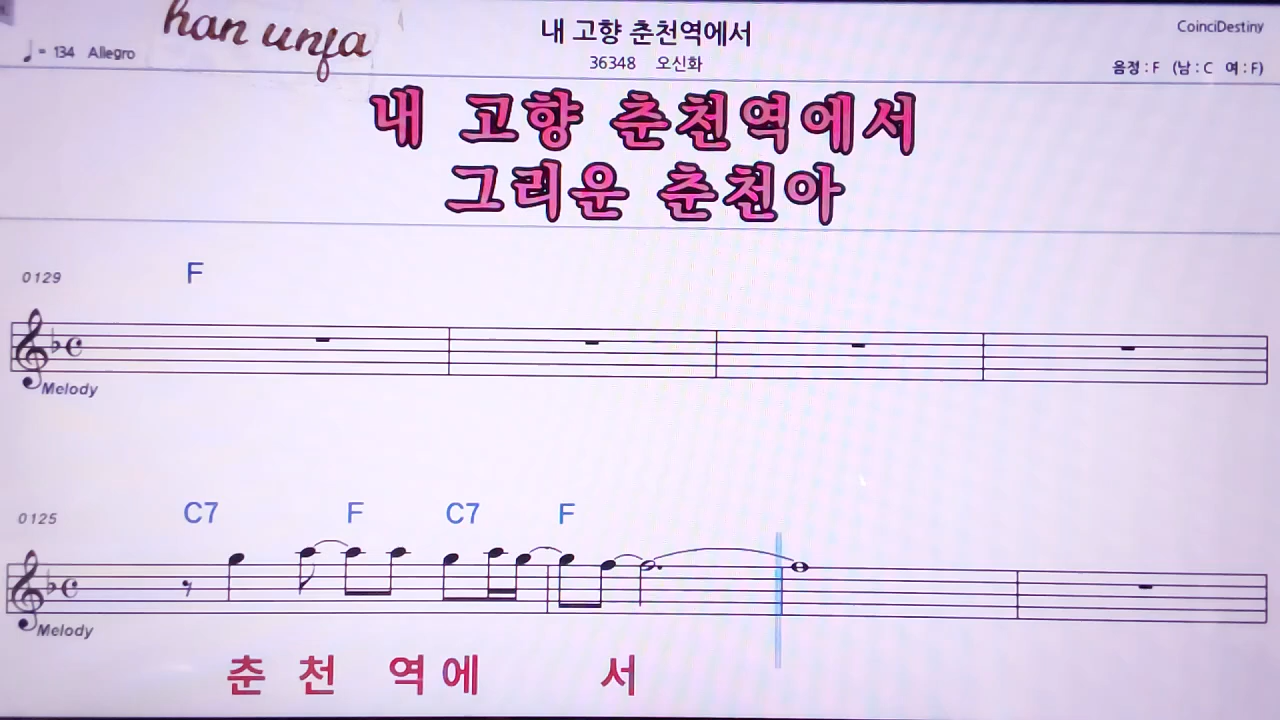 han unja
내 고향 춘천역에서
CoinciDestiny
♩ = 134 Allegro
36348 오신화
음정 : F (남 : C 여 : F)
내 고향 춘천역에서
그리운 춘천아
0129 F
Melody
0125 C7 F C7 F
Melody
춘 천 역에 서